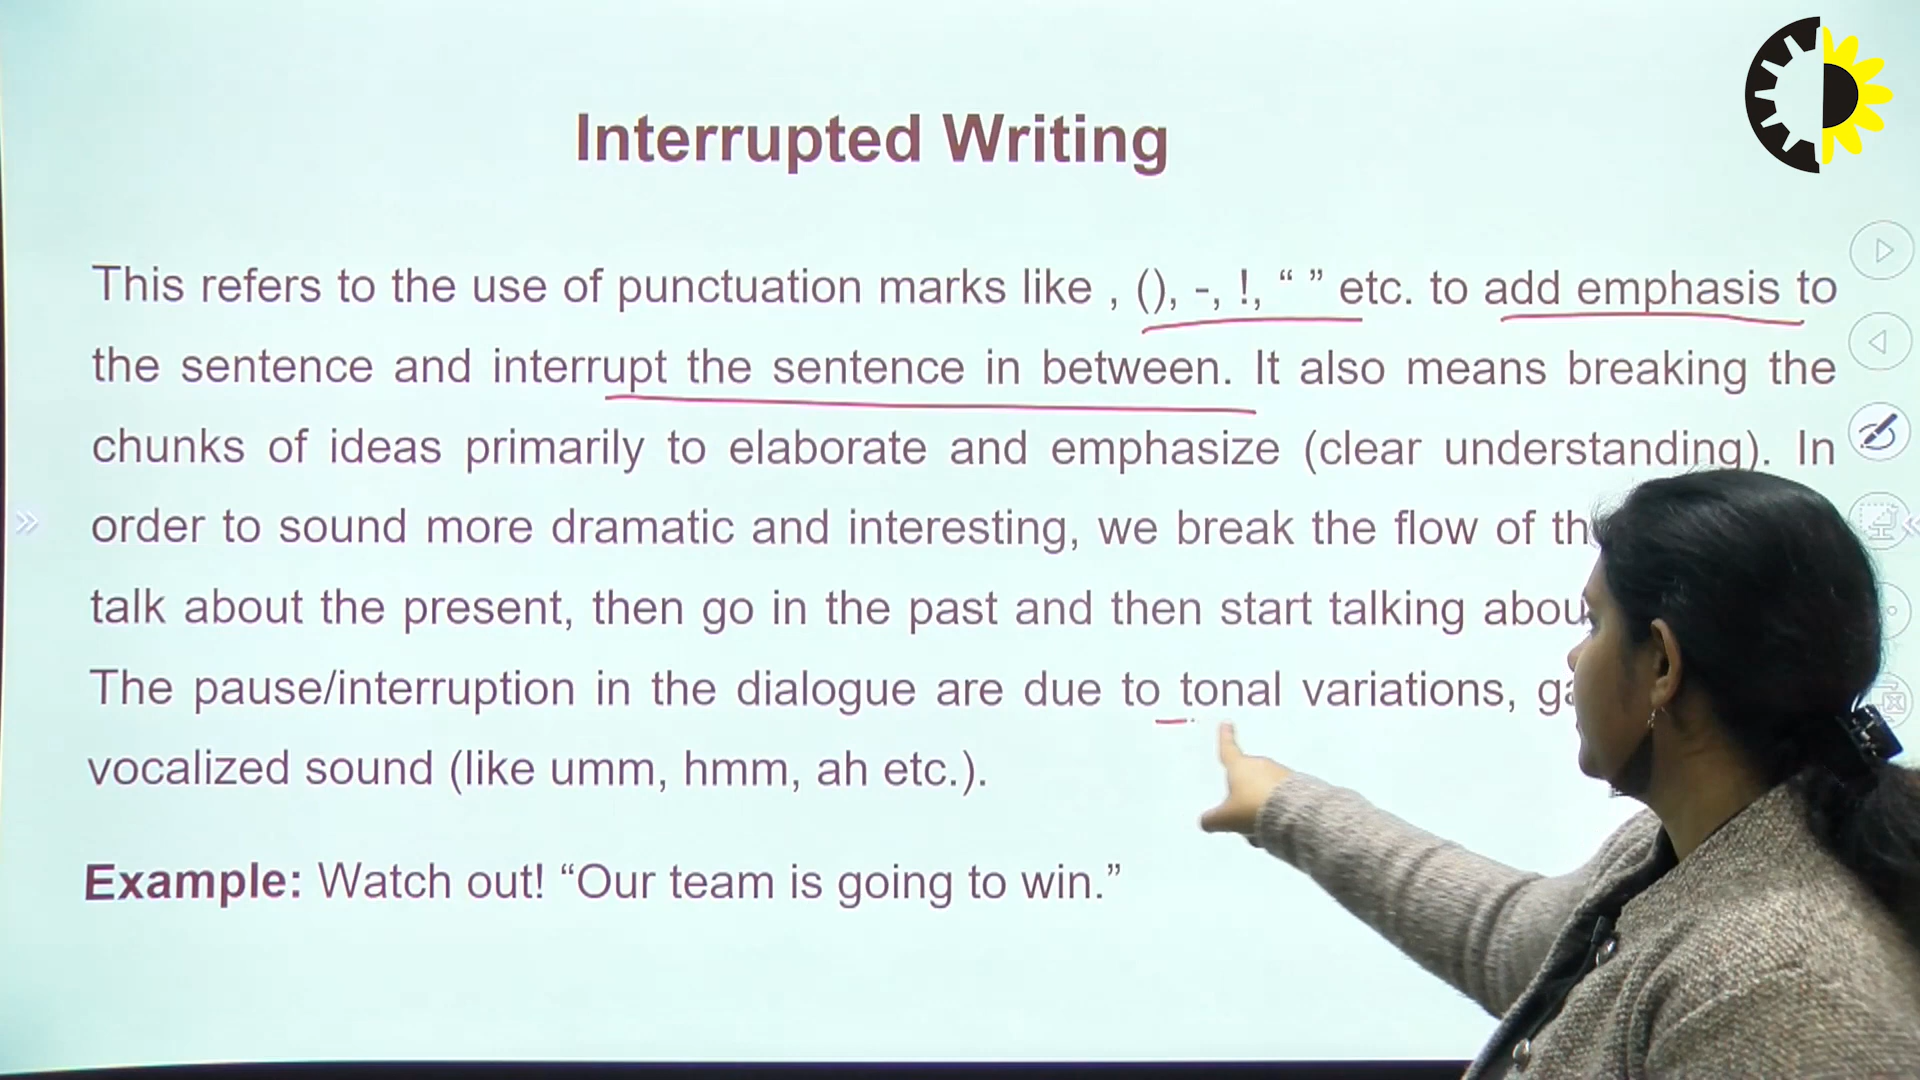 Interrupted Writing
This refers to the use of punctuation marks like , (), -, !, “ ” etc. to add emphasis to
the sentence and interrupt the sentence in between. It also means breaking the
chunks of ideas primarily to elaborate and emphasize (clear understanding). In
order to sound more dramatic and interesting, we break the flow of
talk about the present, then go in the past and then start talking
The pause/interruption in the dialogue are due to tonal variations,
vocalized sound (like umm, hmm, ah etc.).
Example: Watch out! “Our team is going to win.”